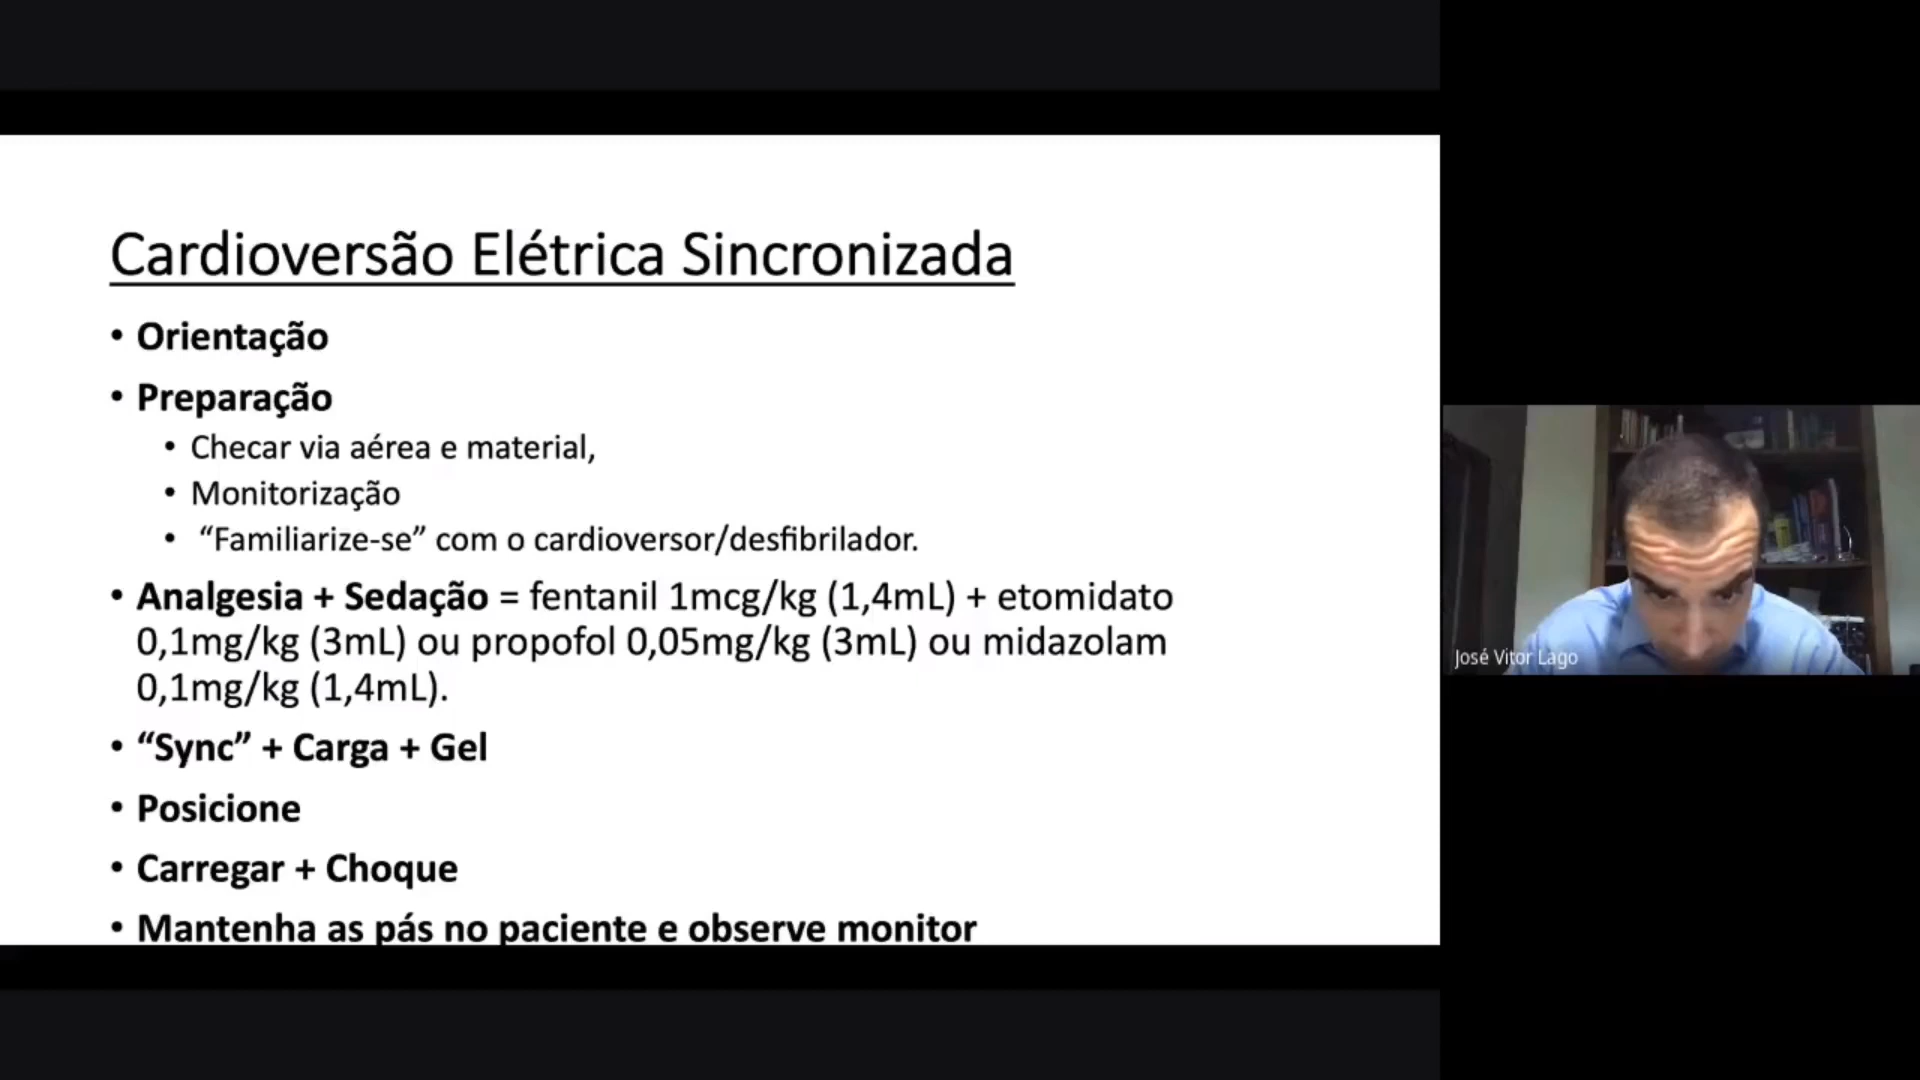 Cardioversão Elétrica Sincronizada
• Orientação
• Preparação
• Checar via aérea e material,
• Monitorização
• “Familiarize-se” com o cardioversor/desfibrilador.
• Analgesia + Sedação = fentanil 1mcg/kg (1,4mL) + etomidato
0,1mg/kg (3mL) ou propofol 0,05mg/kg (3mL) ou midazolam
0,1mg/kg (1,4mL).
• “Sync” + Carga + Gel
• Posicione
• Carregar + Choque
• Mantenha as pás no paciente e observe monitor
José Vitor Lago